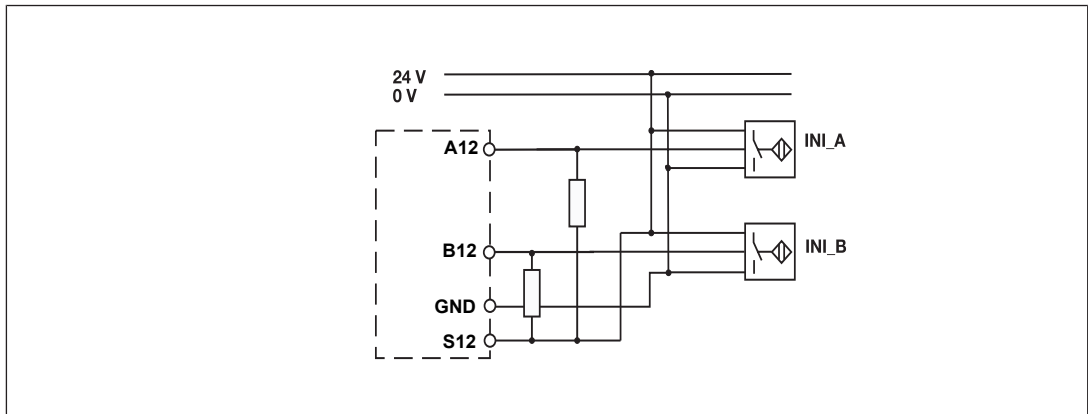 24 V
0 V
A12
INI_A
B12
INI_B
GND
S12